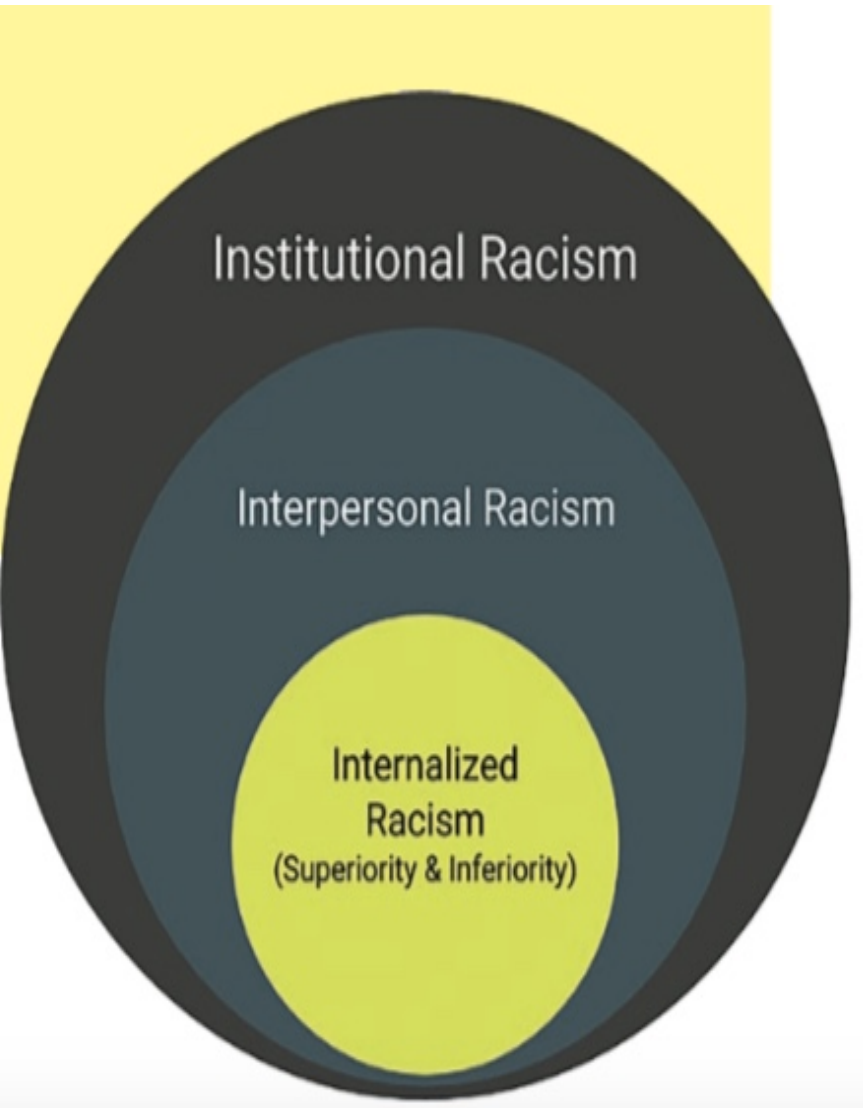 Institutional Racism
Interpersonal Racism
Internalized
Racism
(Superiority & Inferiority)